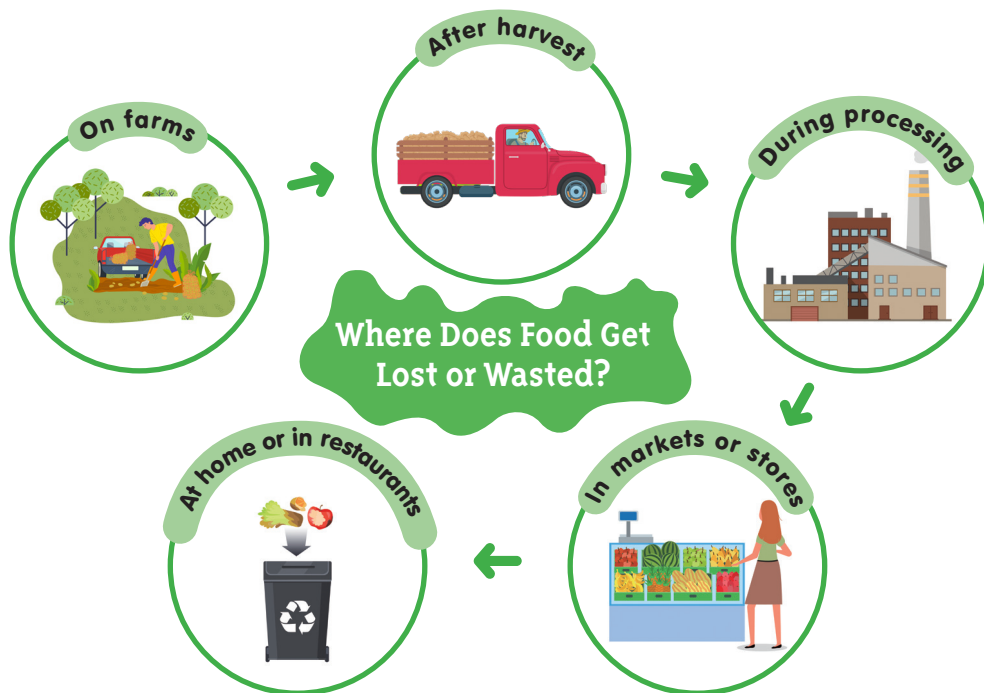 On farms
After harvest
During processing
Where Does Food Get
Lost or Wasted?
In markets or stores
At home or in restaurants